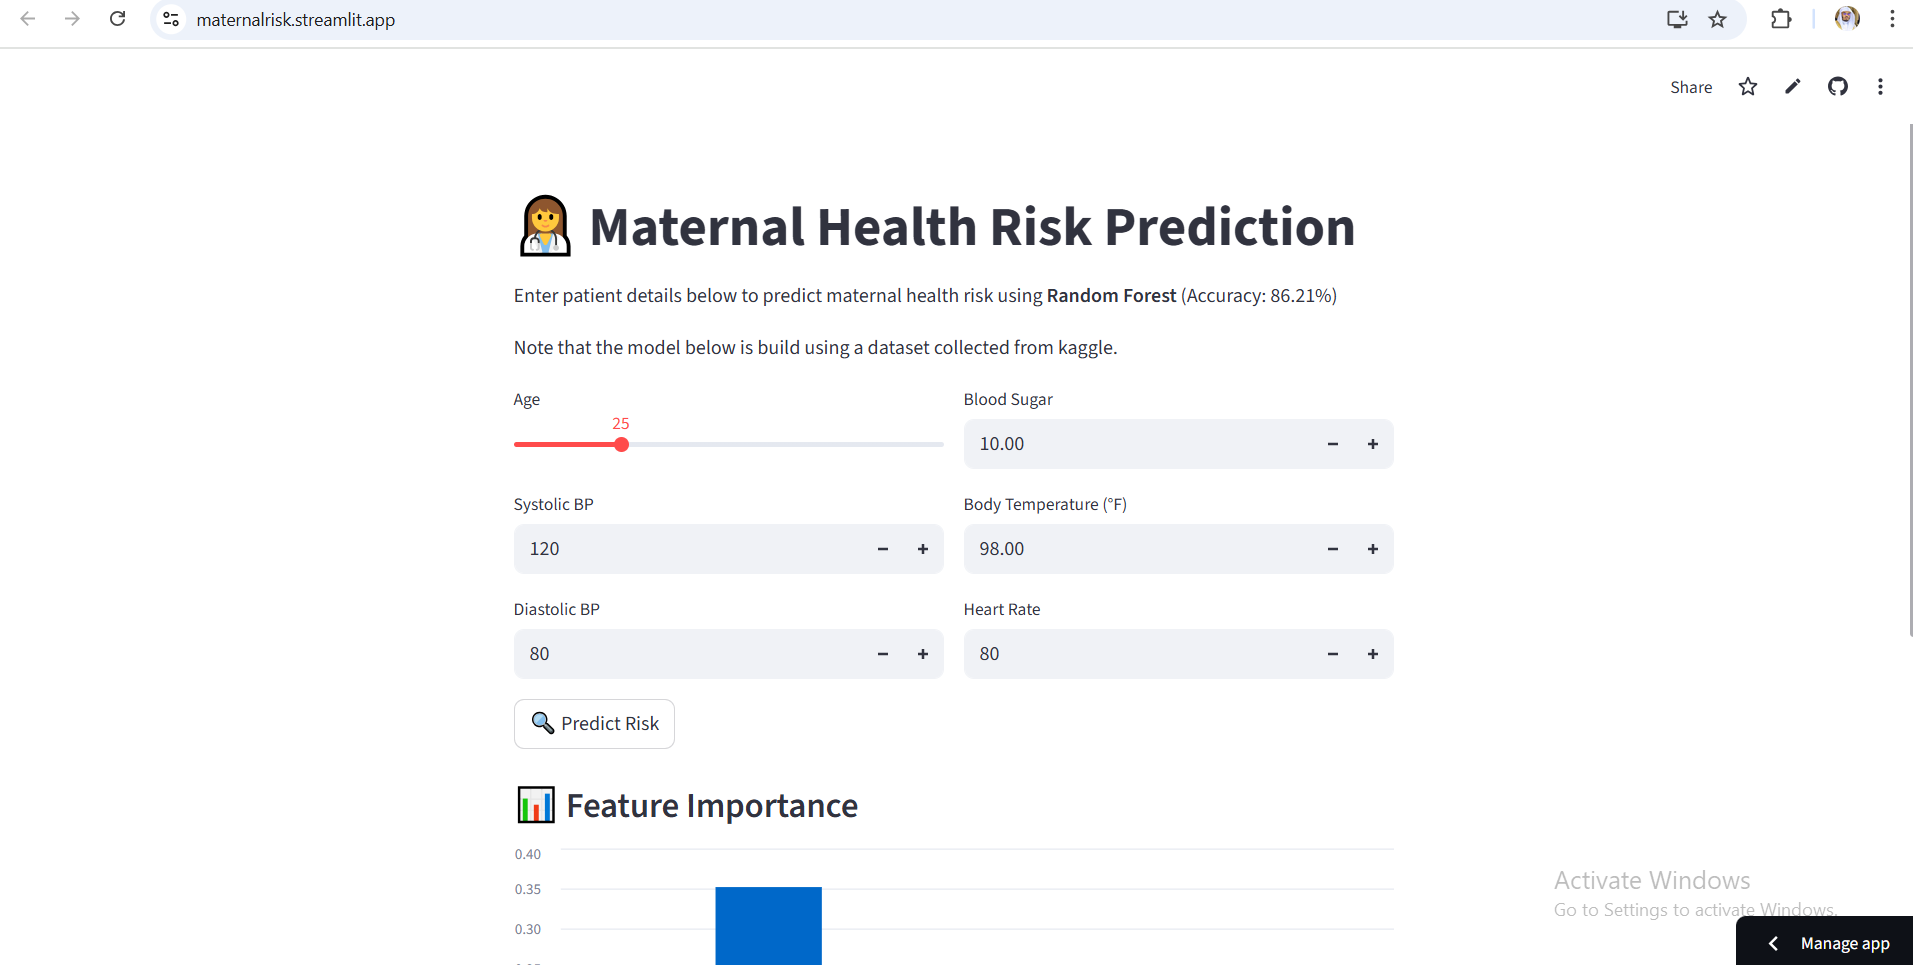 maternalrisk.streamlit.app
Share
Maternal Health Risk Prediction
Enter patient details below to predict maternal health risk using Random Forest (Accuracy: 86.21%)
Note that the model below is build using a dataset collected from kaggle.
Age
25
Blood Sugar
10.00
Systolic BP
120
Body Temperature (°F)
98.00
Diastolic BP
80
Heart Rate
80
Predict Risk
Feature Importance
0.40
0.35
0.30
Activate Windows
Go to Settings to activate Windows.
Manage app